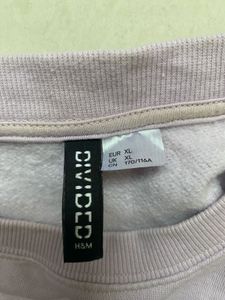 DIVIDED
H&M
EUR XL
UK XL
CN 170/116A